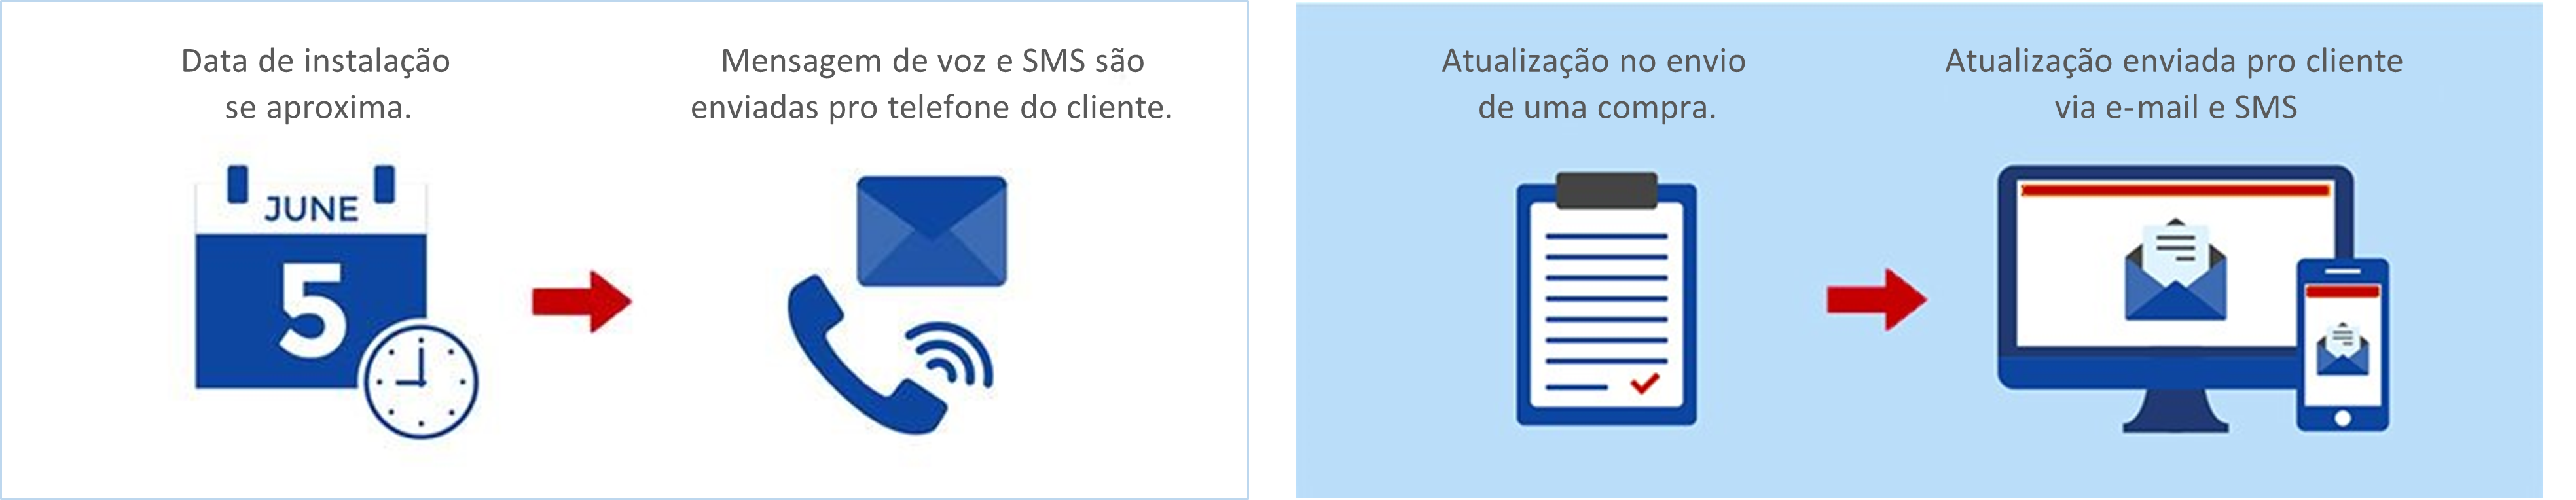 Data de instalação
se aproxima.
JUNE
5
Mensagem de voz e SMS são
enviadas pro telefone do cliente.
Atualização no envio
de uma compra.
Atualização enviada pro cliente
via e-mail e SMS